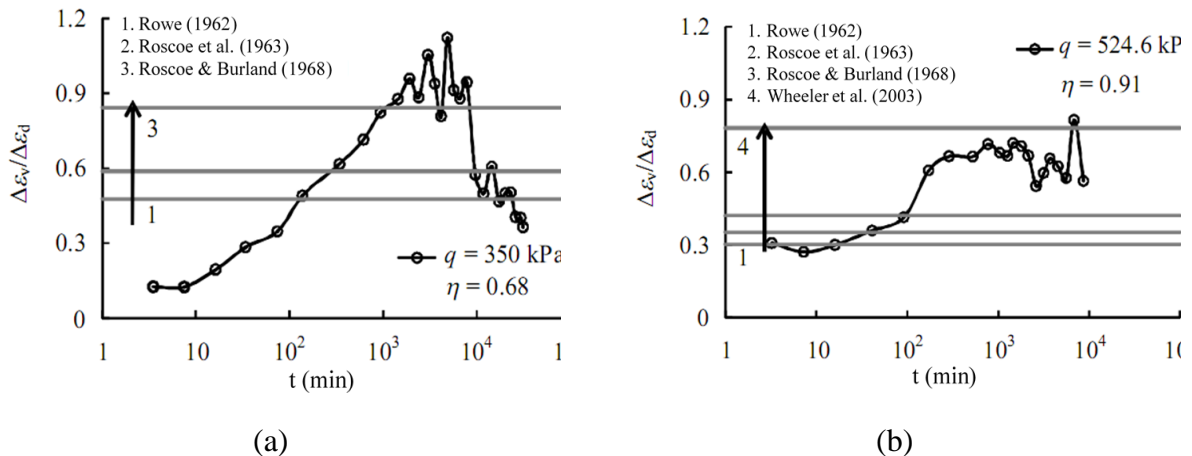 1.2
1. Rowe (1962)
2. Roscoe et al. (1963)
3. Roscoe & Burland (1968)
0.9
3
0.6
1
0.3
q = 350 kPa
η = 0.68
0
1
10
10²
10³
10⁴
Δεᵥ/Δε_d
t (min)
(a)
1.2
1. Rowe (1962)
2. Roscoe et al. (1963)
3. Roscoe & Burland (1968)
4. Wheeler et al. (2003)
q = 524.6 kP
η = 0.91
0.9
4
0.6
0.3
1
0
1
10
10²
10³
10⁴
10
Δεᵥ/Δε_d
t (min)
(b)